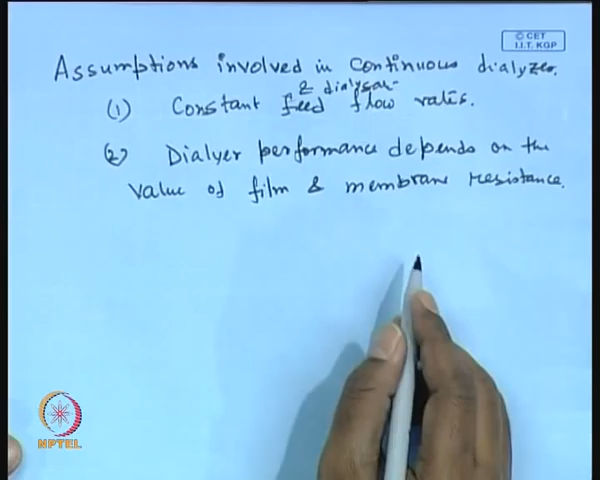 © CET
I.I.T. KGP
Assumptions involved in continuous dialyzer.
& dialysate
(1) Constant feed flow rates.
(2) Dialyer performance depends on the
value of film & membrane resistance.
NPTEL